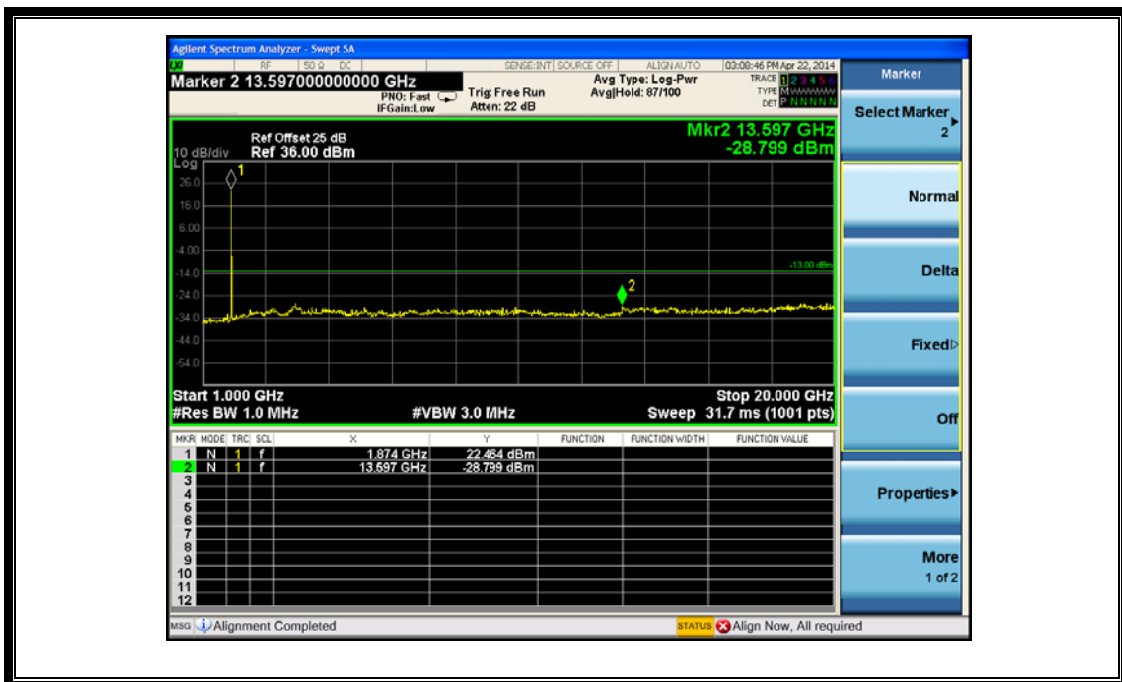 Agilent Spectrum Analyzer - Swept SA
LXI RF 50 Ω DC SENSE:INT SOURCE OFF ALIGN AUTO 03:08:46 PM Apr 22, 2014
Marker 2 13.597000000000 GHz
PNO: Fast
IFGain:Low
Trig: Free Run
Atten: 22 dB
Avg Type: Log-Pwr
Avg|Hold: 87/100
TRACE 1 2 3 4 5 6
TYPE M
DET P N N N N N
Ref Offset 25 dB
10 dB/div Ref 36.00 dBm
Mkr2 13.597 GHz
-28.799 dBm
Log
26.0
16.0
6.00
-4.00
-14.0
-24.0
-34.0
-44.0
-54.0
1
-13.00 dBm
2
Start 1.000 GHz Stop 20.000 GHz
#Res BW 1.0 MHz #VBW 3.0 MHz Sweep 31.7 ms (1001 pts)
MKR MODE TRC SCL X Y FUNCTION FUNCTION WIDTH FUNCTION VALUE
1 N 1 f 1.874 GHz 22.464 dBm
2 N 1 f 13.597 GHz -28.799 dBm
3
4
5
6
7
8
9
10
11
12
MSG Alignment Completed STATUS Align Now, All required
Marker
Select Marker
2
Normal
Delta
Fixed
Off
Properties
More
1 of 2